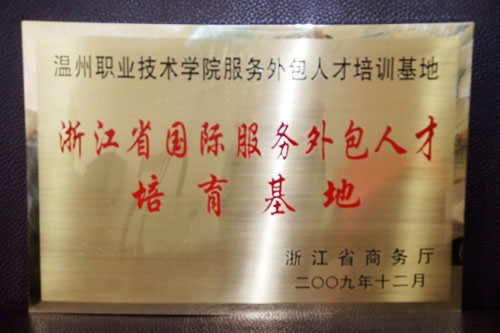 温州职业技术学院服务外包人才培训基地
浙江省国际服务外包人才
培育基地
浙江省商务厅
二〇〇九年十二月